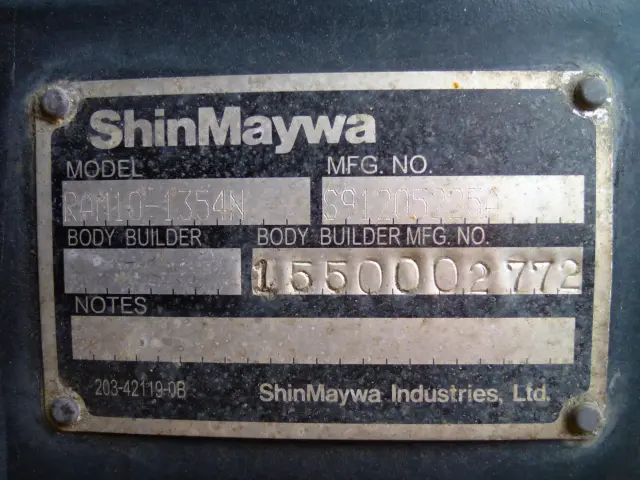 ShinMaywa
MODEL MFG. NO.
RAM10-1354N
BODY BUILDER BODY BUILDER MFG. NO.
1550002772
NOTES
203-42119-0B ShinMaywa Industries, Ltd.